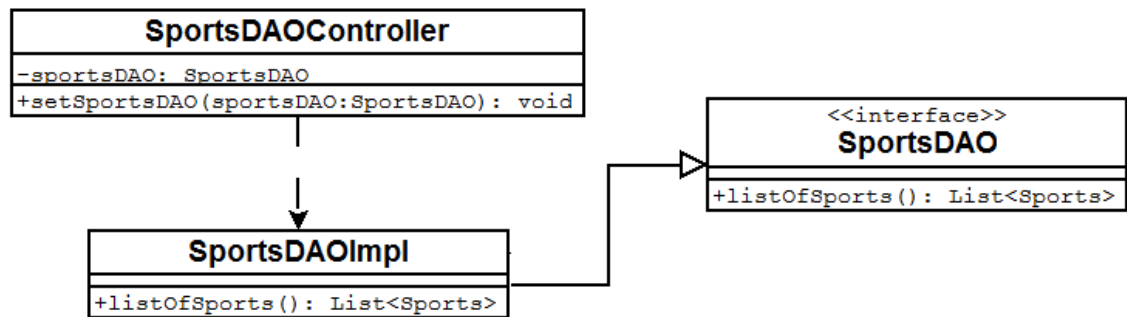 SportsDAOController
-sportsDAO: SportsDAO
+setSportsDAO(sportsDAO:SportsDAO): void
<<interface>>
SportsDAO
+listOfSports(): List<Sports>
SportsDAOImpl
+listOfSports(): List<Sports>